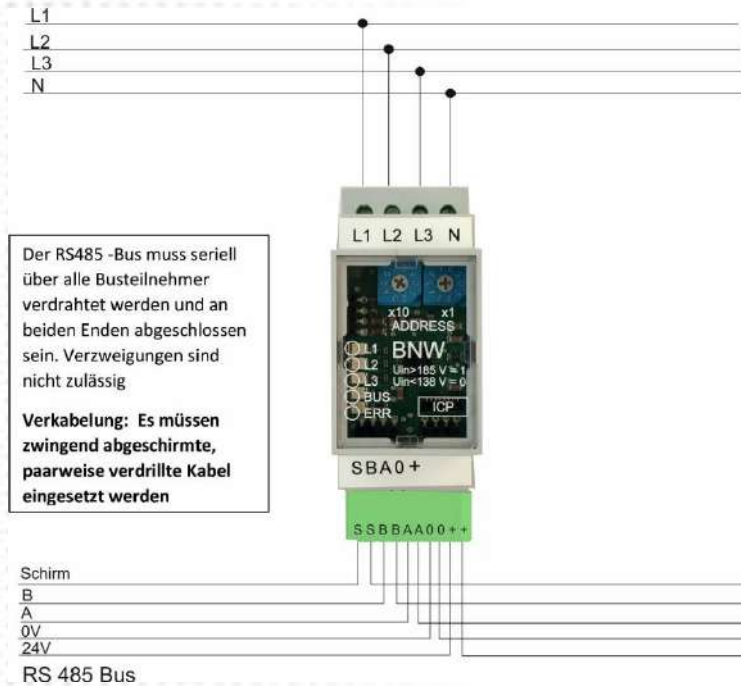 L1
L2
L3
N
L1 L2 L3 N
Der RS485 -Bus muss seriell
über alle Busteilnehmer
verdrahtet werden und an
beiden Enden abgeschlossen
sein. Verzweigungen sind
nicht zulässig
Verkabelung: Es müssen
zwingend abgeschirmte,
paarweise verdrillte Kabel
eingesetzt werden
x10 x1
ADDRESS
L1 BNW
L2 Uin>185 V = 1
L3 Uin<138 V = 0
BUS
ERR ICP
SBA0+
SSBBAA00++
Schirm
B
A
0V
24V
RS 485 Bus